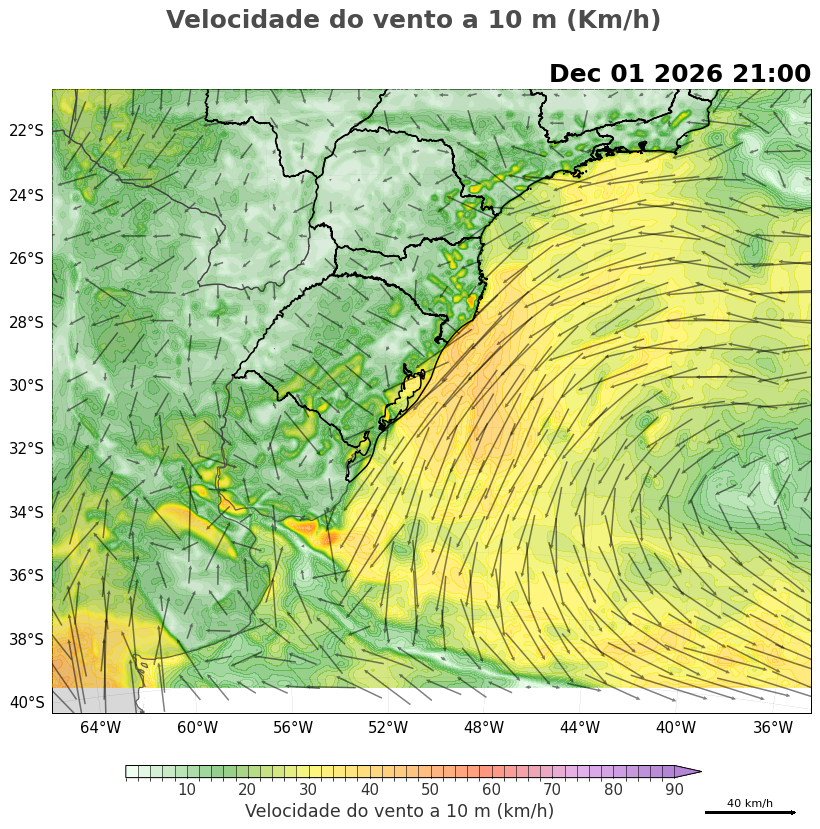 Velocidade do vento a 10 m (Km/h)
Dec 01 2026 21:00
22°S
24°S
26°S
28°S
30°S
32°S
34°S
36°S
38°S
40°S
64°W 60°W 56°W 52°W 48°W 44°W 40°W 36°W
10 20 30 40 50 60 70 80 90
Velocidade do vento a 10 m (km/h)
40 km/h